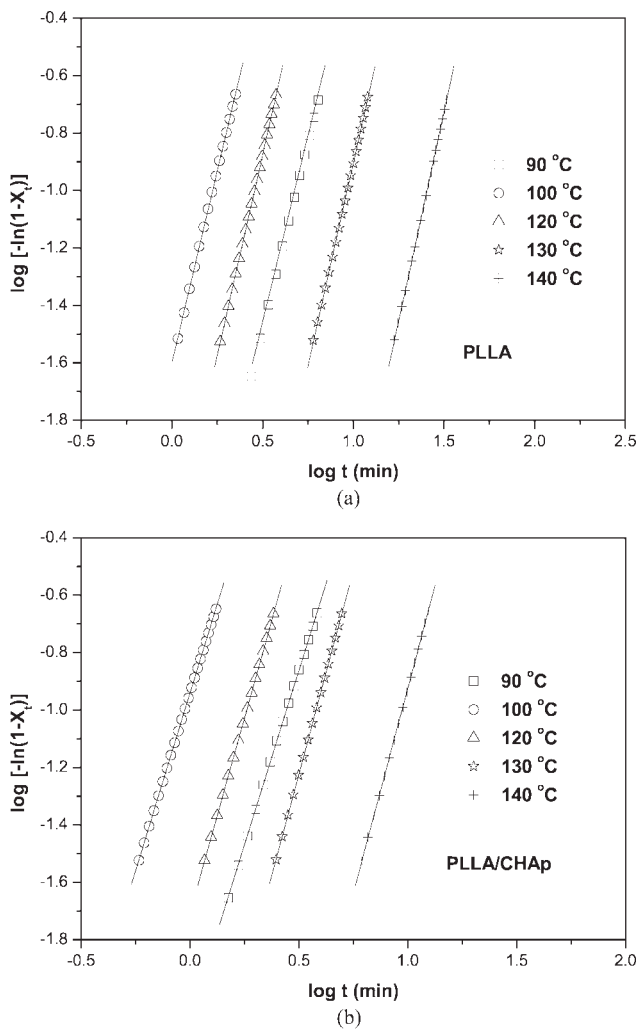 -0.4
-0.6
-0.8
-1.0
-1.2
-1.4
-1.6
-1.8
log [-ln(1-Xt)]
90 °C
100 °C
120 °C
130 °C
140 °C
PLLA
-0.5 0.0 0.5 1.0 1.5 2.0 2.5
log t (min)
(a)
-0.4
-0.6
-0.8
-1.0
-1.2
-1.4
-1.6
-1.8
log [-ln(1-Xt)]
90 °C
100 °C
120 °C
130 °C
140 °C
PLLA/CHAp
-0.5 0.0 0.5 1.0 1.5 2.0
log t (min)
(b)